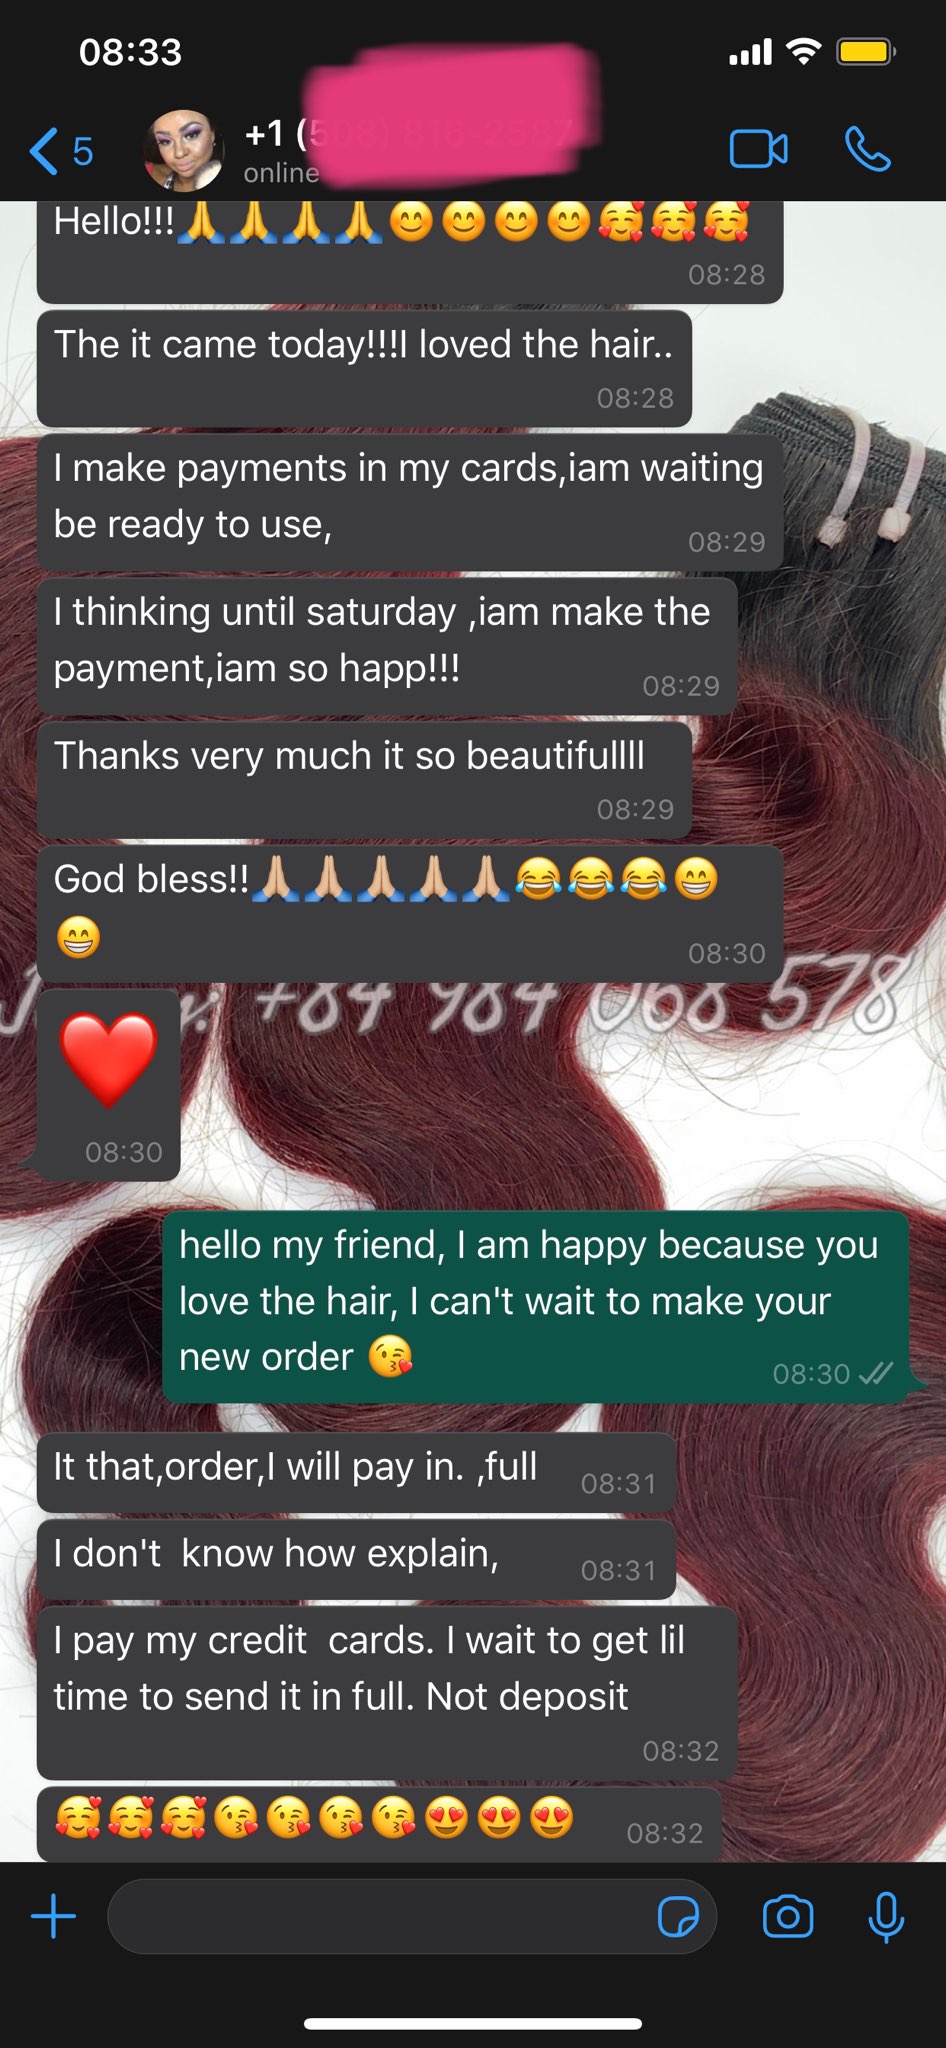 08:33
5
+1 (
online
Hello!!!🙏🙏🙏🙏😊😊😊😊🥰🥰🥰
08:28
The it came today!!!I loved the hair..
08:28
I make payments in my cards,iam waiting
be ready to use,
08:29
I thinking until saturday ,iam make the
payment,iam so happ!!!
08:29
Thanks very much it so beautifullll
08:29
God bless!!🙏🏼🙏🏼🙏🏼🙏🏼🙏🏼😂😂😂😁
😁
08:30
+84 984 068 578
❤️
08:30
hello my friend, I am happy because you
love the hair, I can't wait to make your
new order 😘
08:30
It that,order,I will pay in. ,full
08:31
I don't  know how explain,
08:31
I pay my credit  cards. I wait to get lil
time to send it in full. Not deposit
08:32
🥰🥰🥰😘😘😘😘😍😍😍
08:32